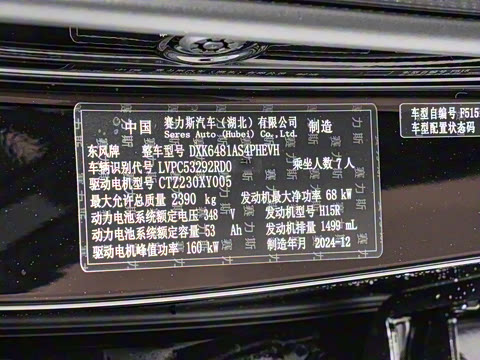 中国 赛力斯汽车（湖北）有限公司 制造
Seres Auto (Hubei) Co.,Ltd.
东风牌 整车型号 DXK6481AS4PHEVH
车辆识别代号 LVPC53292RD0 乘坐人数 7 人
驱动电机型号 CTZ230XY005
最大允许总质量 2390 kg 发动机最大净功率 68 kW
动力电池系统额定电压 348 V 发动机型号 H15R
动力电池系统额定容量 53 Ah 发动机排量 1499 mL
驱动电机峰值功率 160 kW 制造年月 2024-12
车型自编号 F515
车型配置状态码